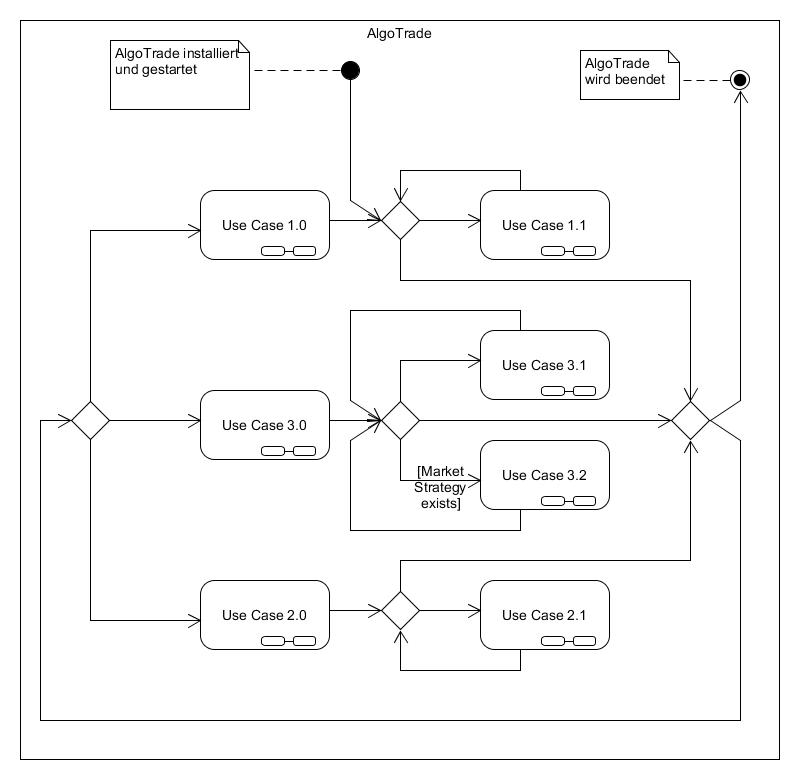 AlgoTrade
AlgoTrade installiert
und gestartet
AlgoTrade
wird beendet
Use Case 1.0
Use Case 1.1
Use Case 3.1
Use Case 3.0
[Market
Strategy
exists]
Use Case 3.2
Use Case 2.0
Use Case 2.1